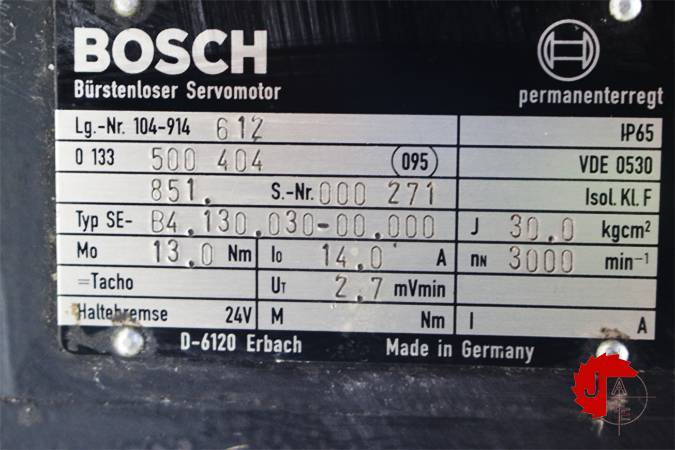 BOSCH
Bürstenloser Servomotor
permanenterregt
Lg.-Nr. 104-914 612 IP65
0 133 500 404 (095) VDE 0530
851. S.-Nr. 000 271 Isol. Kl. F
Typ SE- B4.130.030-00.000 J 30.0 kgcm²
Mo 13.0 Nm I0 14.0 A nN 3000 min⁻¹
=Tacho UT 2.7 mVmin
Haltebremse 24V M Nm I A
D-6120 Erbach Made in Germany